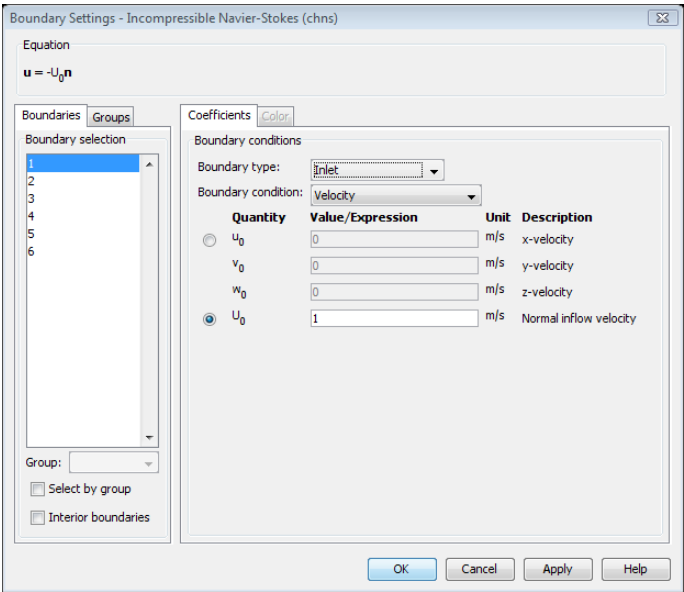 Boundary Settings - Incompressible Navier-Stokes (chns)
Equation
u = -U₀n
Boundaries Groups
Boundary selection
1
2
3
4
5
6
Group:
Select by group
Interior boundaries
Coefficients Color
Boundary conditions
Boundary type: Inlet
Boundary condition: Velocity
Quantity Value/Expression Unit Description
u₀ 0 m/s x-velocity
v₀ 0 m/s y-velocity
w₀ 0 m/s z-velocity
U₀ 1 m/s Normal inflow velocity
OK Cancel Apply Help